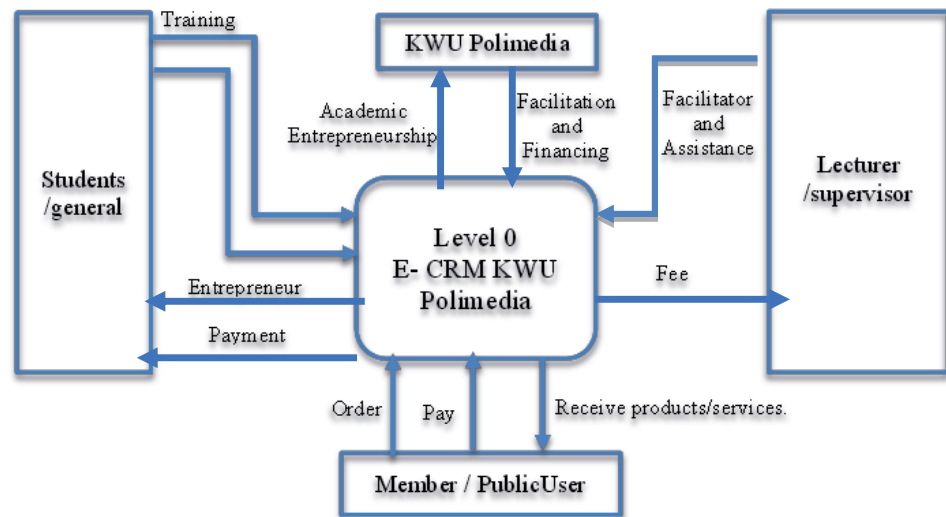 Training
KWU Polimedia
Academic
Entrepreneurship
Facilitation
and
Financing
Facilitator
and
Assistance
Students
/general
Lecturer
/supervisor
Level 0
E- CRM KWU
Polimedia
Entrepreneur
Fee
Payment
Order
Pay
Receive products/services.
Member / PublicUser